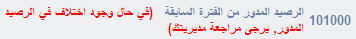 101000 الرصيد المدور من الفترة السابقة (في حال وجود اختلاف في الرصيد
المدور, يرجى مراجعة مديريتك)